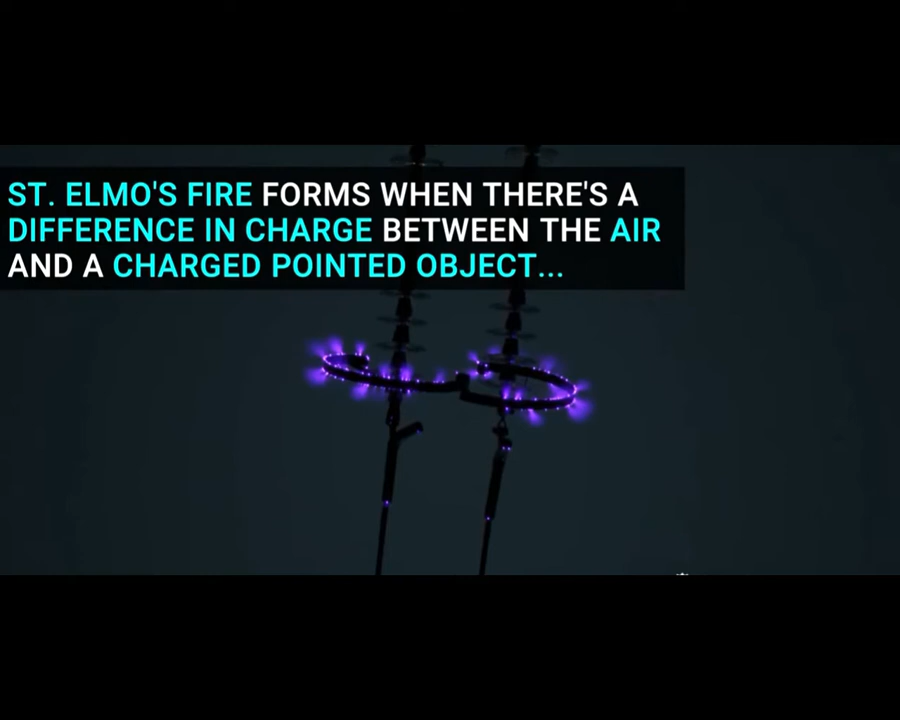 ST. ELMO'S FIRE FORMS WHEN THERE'S A
DIFFERENCE IN CHARGE BETWEEN THE AIR
AND A CHARGED POINTED OBJECT...